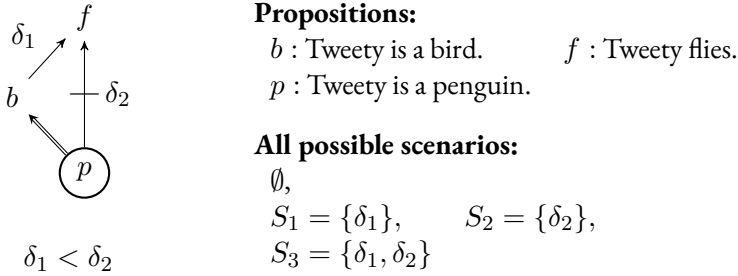 f
δ₁
b
δ₂
p
δ₁ < δ₂
Propositions:
b : Tweety is a bird. f : Tweety flies.
p : Tweety is a penguin.
All possible scenarios:
∅,
S₁ = {δ₁}, S₂ = {δ₂},
S₃ = {δ₁, δ₂}